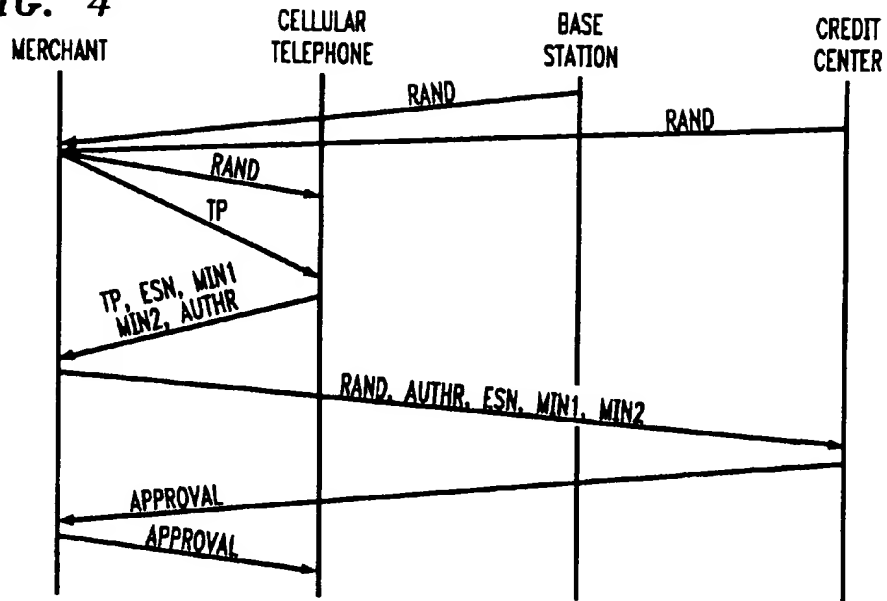 FIG. 4
MERCHANT
CELLULAR
TELEPHONE
BASE
STATION
CREDIT
CENTER
RAND
RAND
RAND
TP
TP, ESN, MIN1
MIN2, AUTHR
RAND, AUTHR, ESN, MIN1, MIN2
APPROVAL
APPROVAL